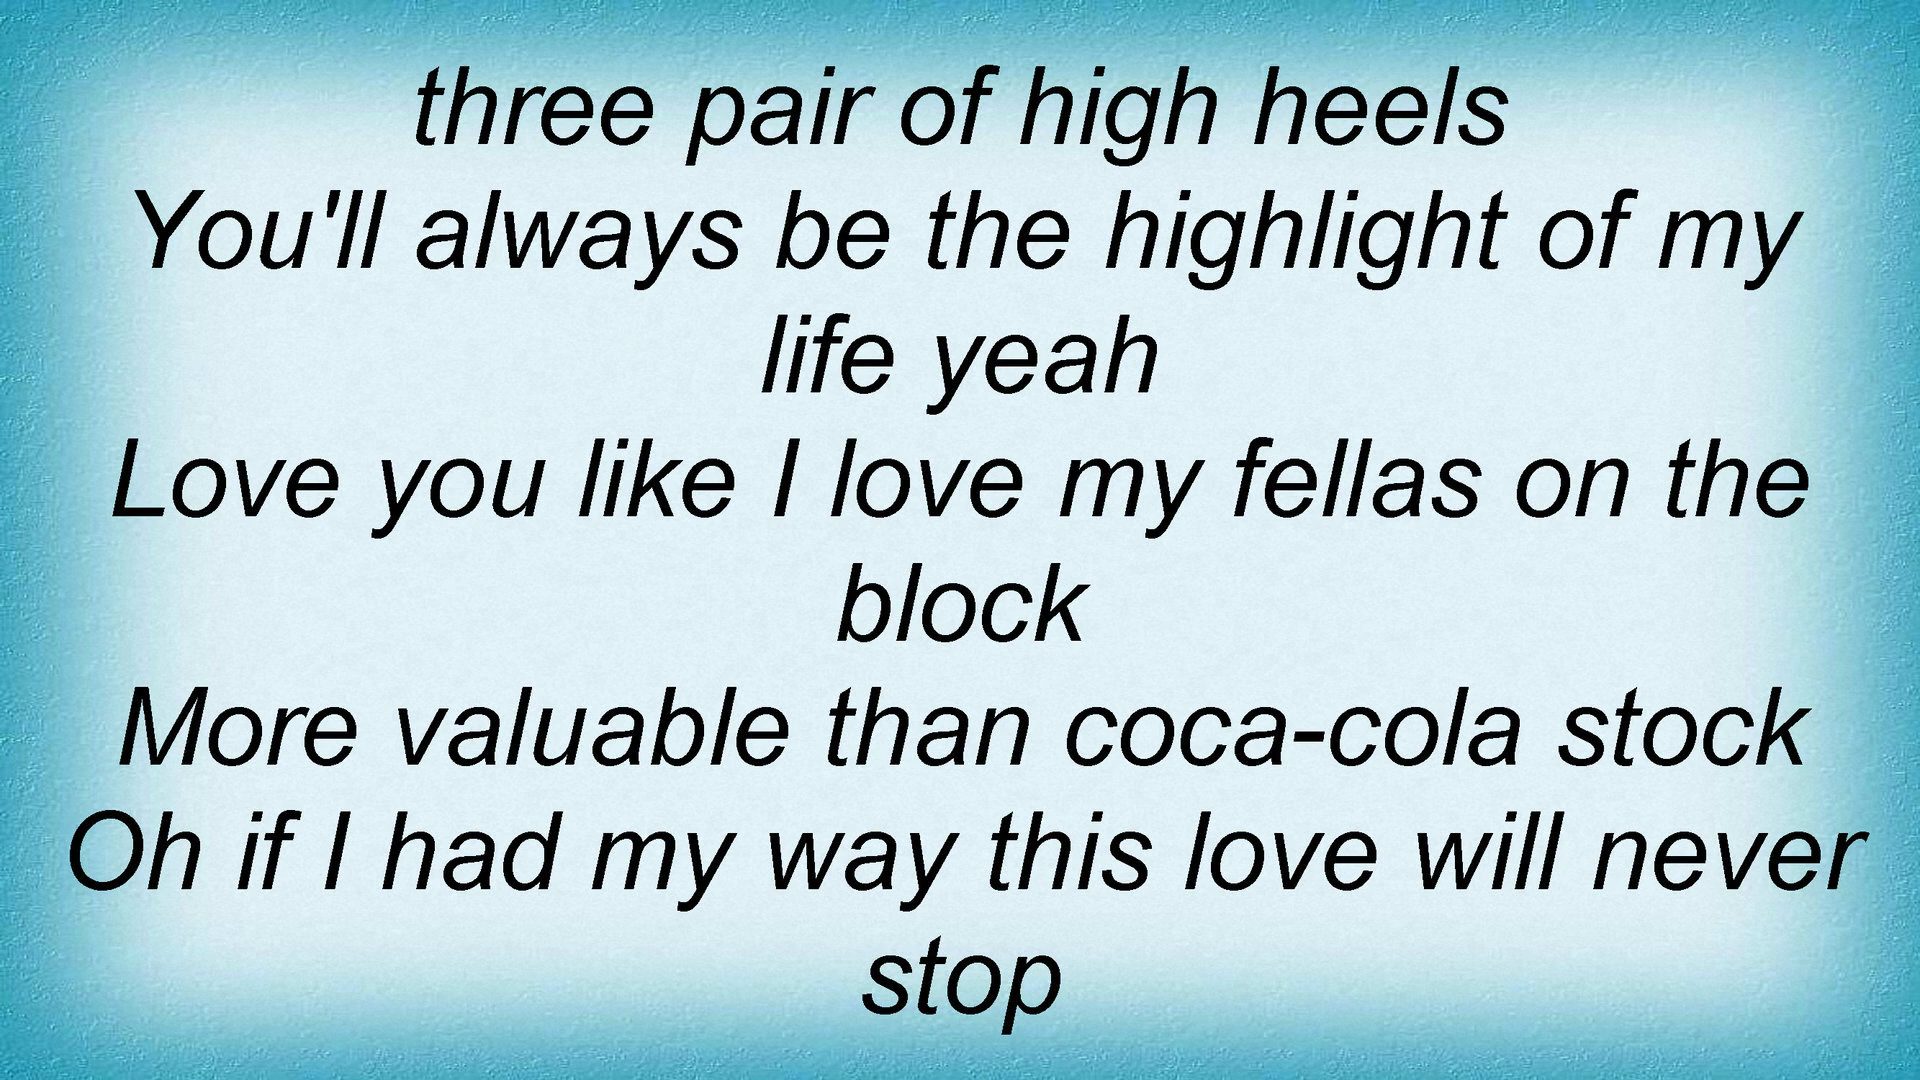 three pair of high heels
You'll always be the highlight of my
life yeah
Love you like I love my fellas on the
block
More valuable than coca-cola stock
Oh if I had my way this love will never
stop